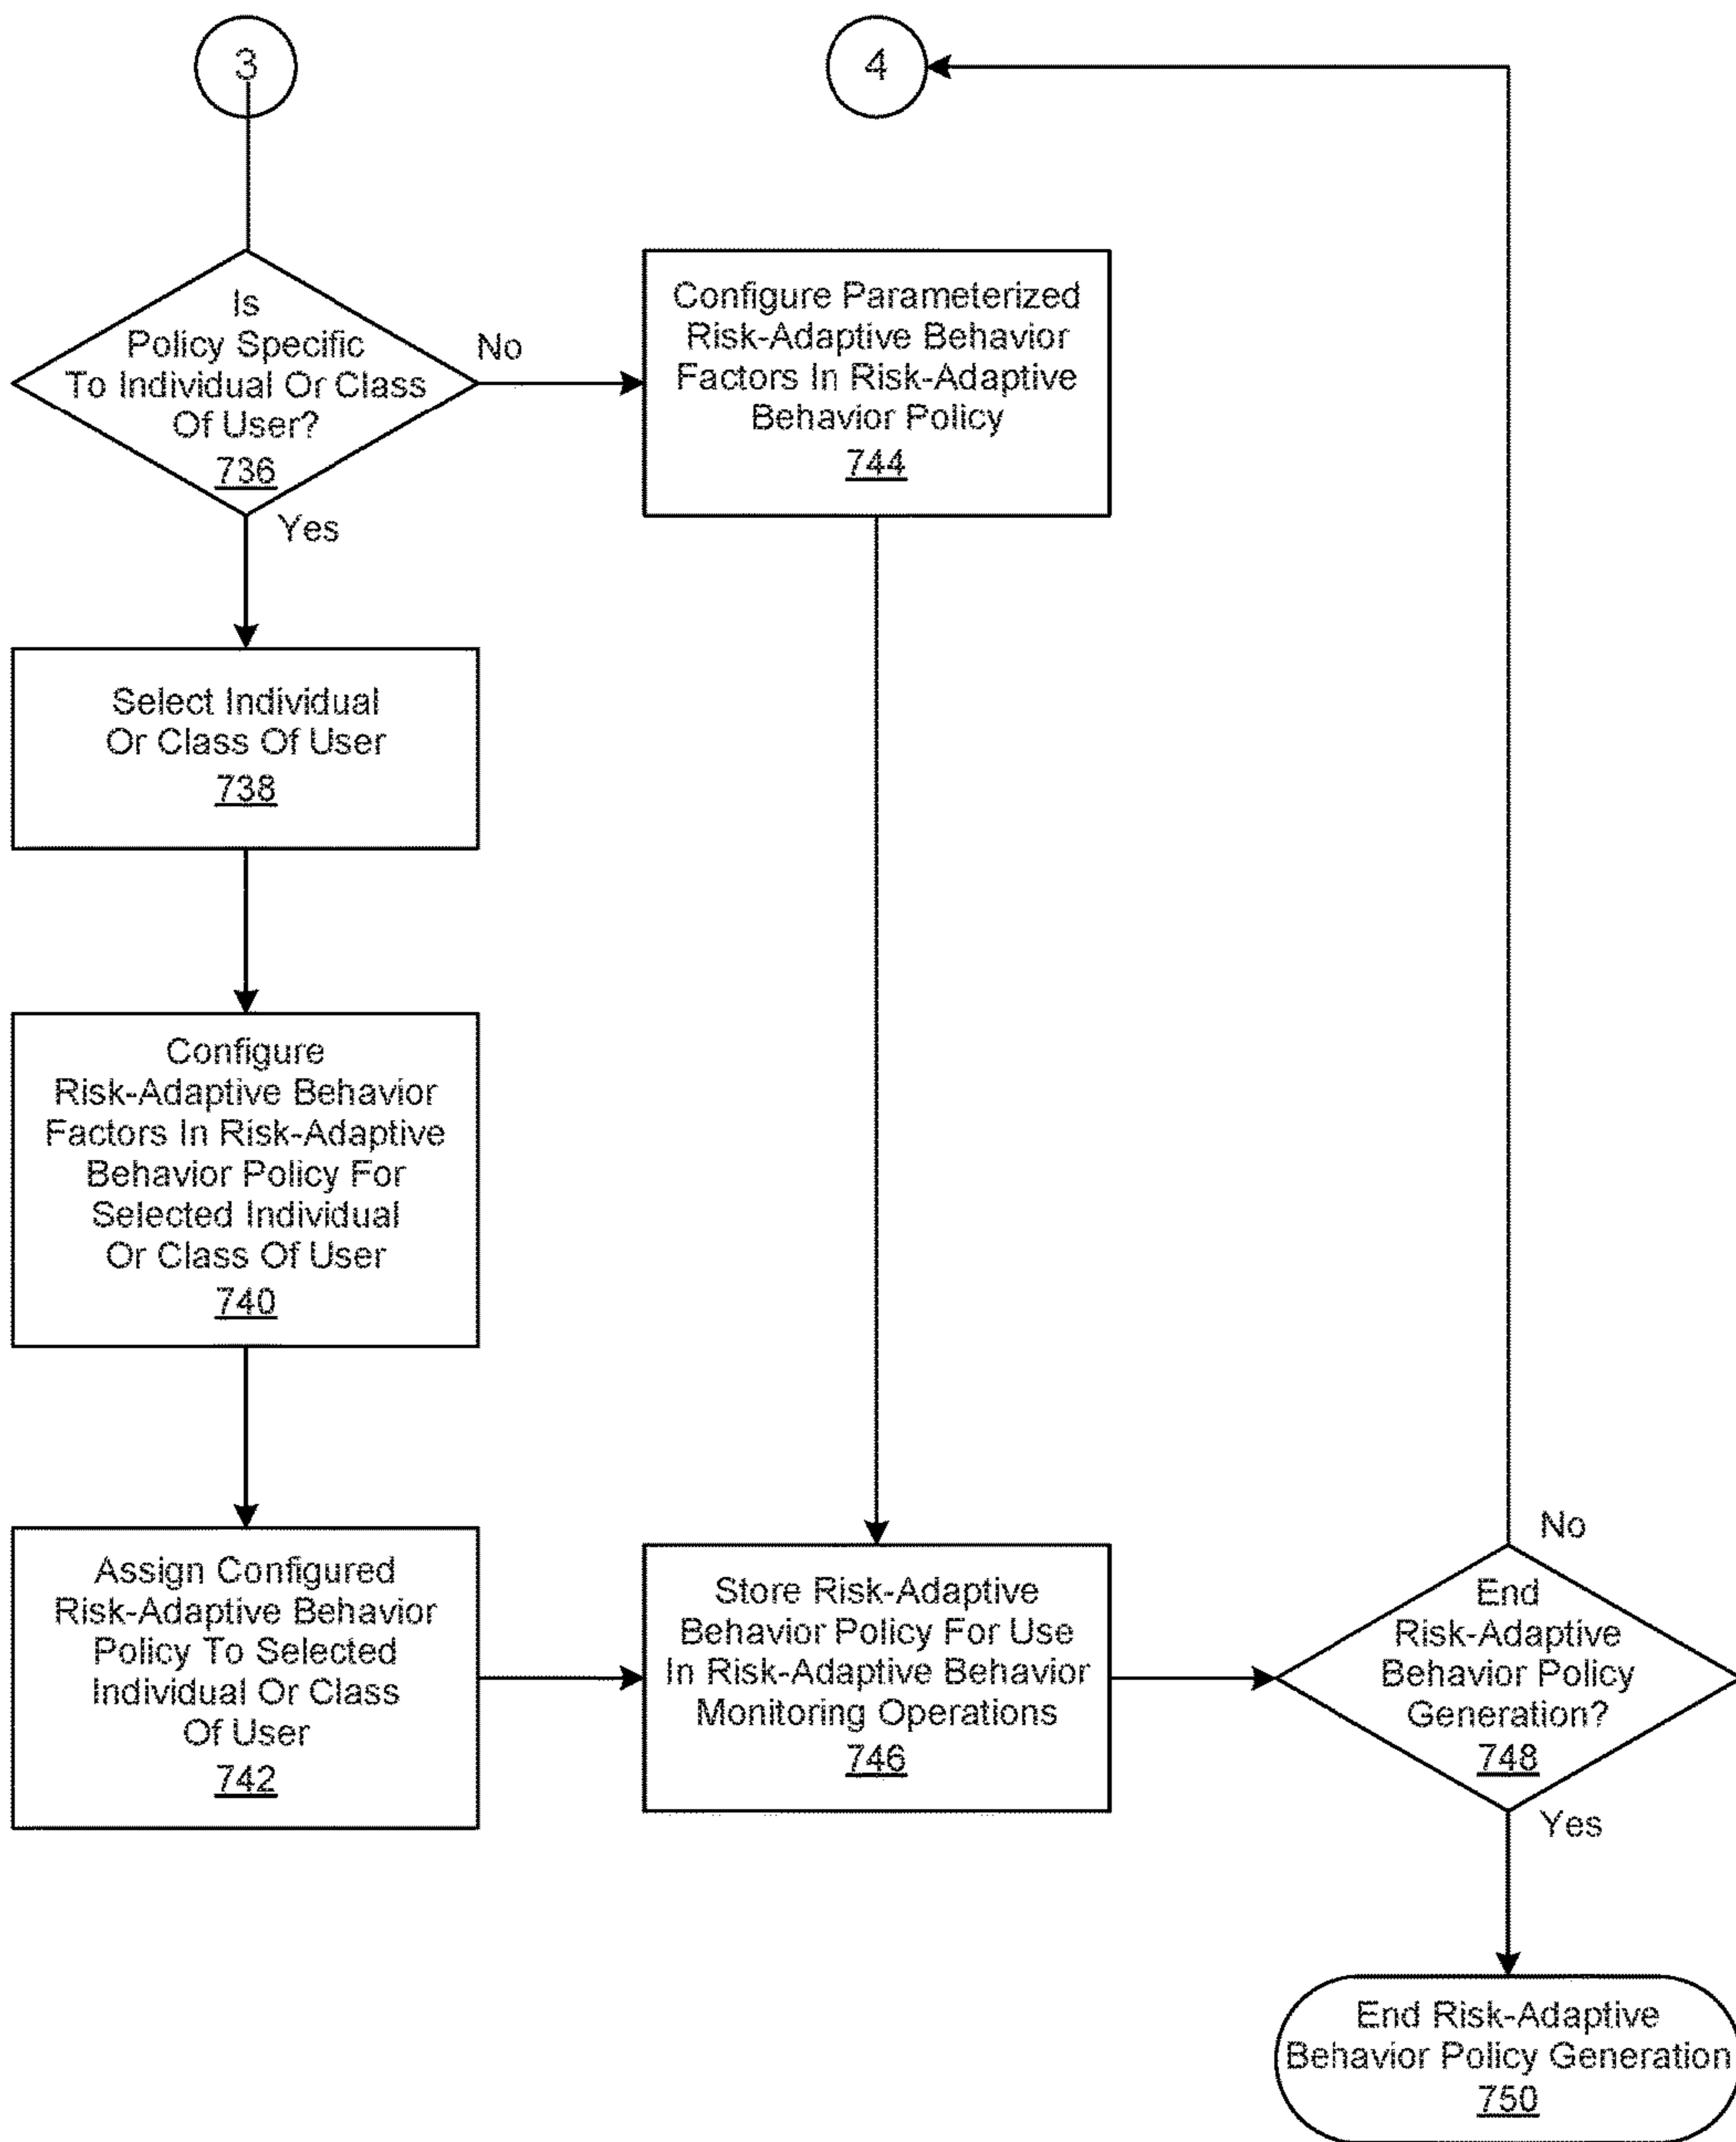 3
4
Is
Policy Specific
To Individual Or Class
Of User?
736
No
Yes
Configure Parameterized
Risk-Adaptive Behavior
Factors In Risk-Adaptive
Behavior Policy
744
Select Individual
Or Class Of User
738
Configure
Risk-Adaptive Behavior
Factors In Risk-Adaptive
Behavior Policy For
Selected Individual
Or Class Of User
740
Assign Configured
Risk-Adaptive Behavior
Policy To Selected
Individual Or Class
Of User
742
Store Risk-Adaptive
Behavior Policy For Use
In Risk-Adaptive Behavior
Monitoring Operations
746
No
End
Risk-Adaptive
Behavior Policy
Generation?
748
Yes
End Risk-Adaptive
Behavior Policy Generation
750